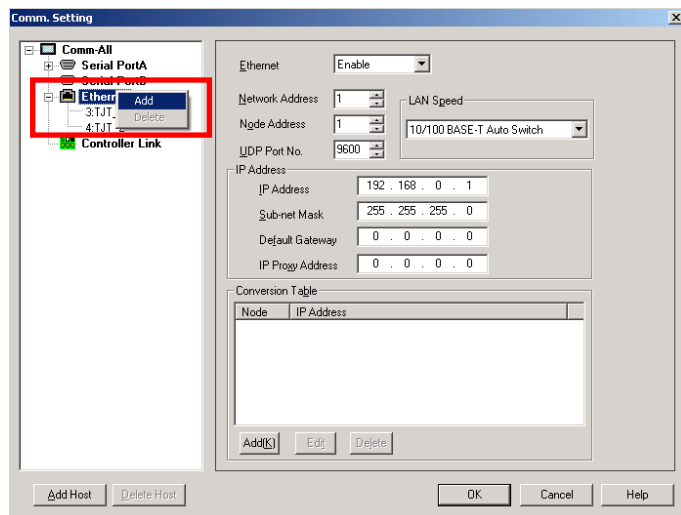 Comm. Setting
Comm-All
Serial PortA
Serial PortB
Ethern
Add
Delete
3:TJT_
4:TJT_2
Controller Link
Ethernet Enable
Network Address 1
Node Address 1
UDP Port No. 9600
LAN Speed
10/100 BASE-T Auto Switch
IP Address
IP Address 192 . 168 . 0 . 1
Sub-net Mask 255 . 255 . 255 . 0
Default Gateway 0 . 0 . 0 . 0
IP Proxy Address 0 . 0 . 0 . 0
Conversion Table
Node IP Address
Add(K) Edit Delete
Add Host Delete Host OK Cancel Help